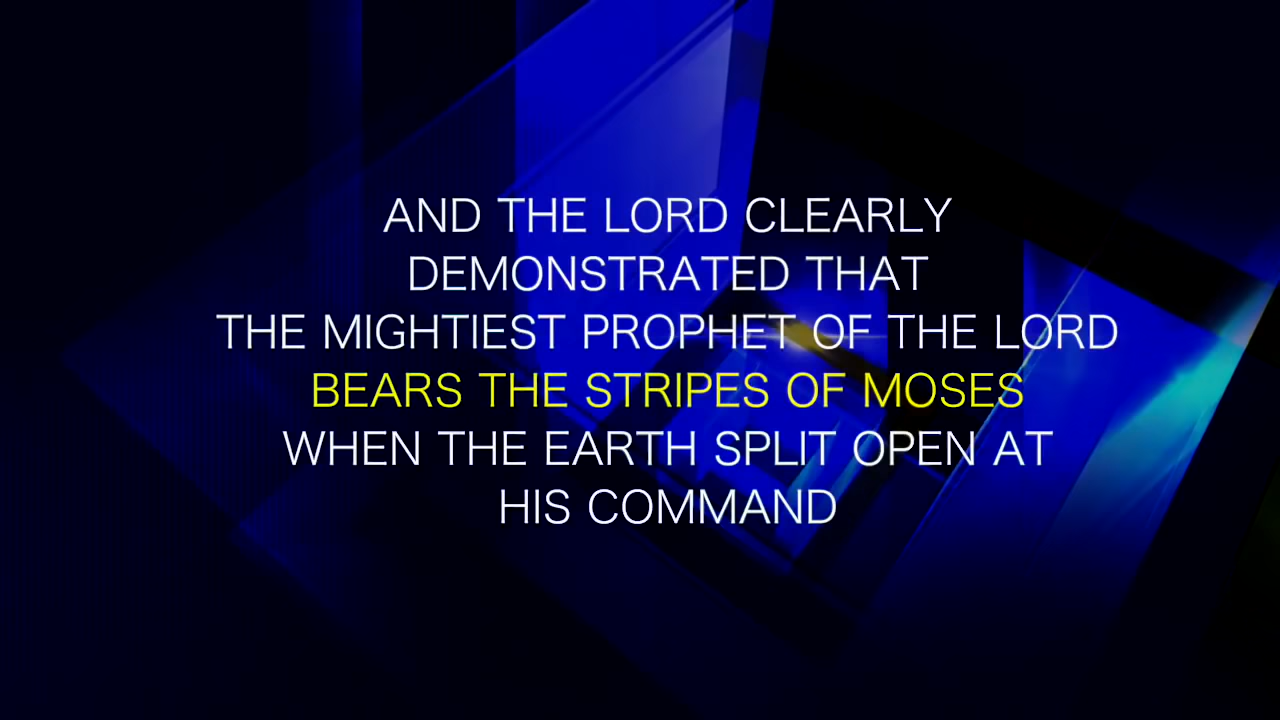 AND THE LORD CLEARLY
DEMONSTRATED THAT
THE MIGHTIEST PROPHET OF THE LORD
BEARS THE STRIPES OF MOSES
WHEN THE EARTH SPLIT OPEN AT
HIS COMMAND